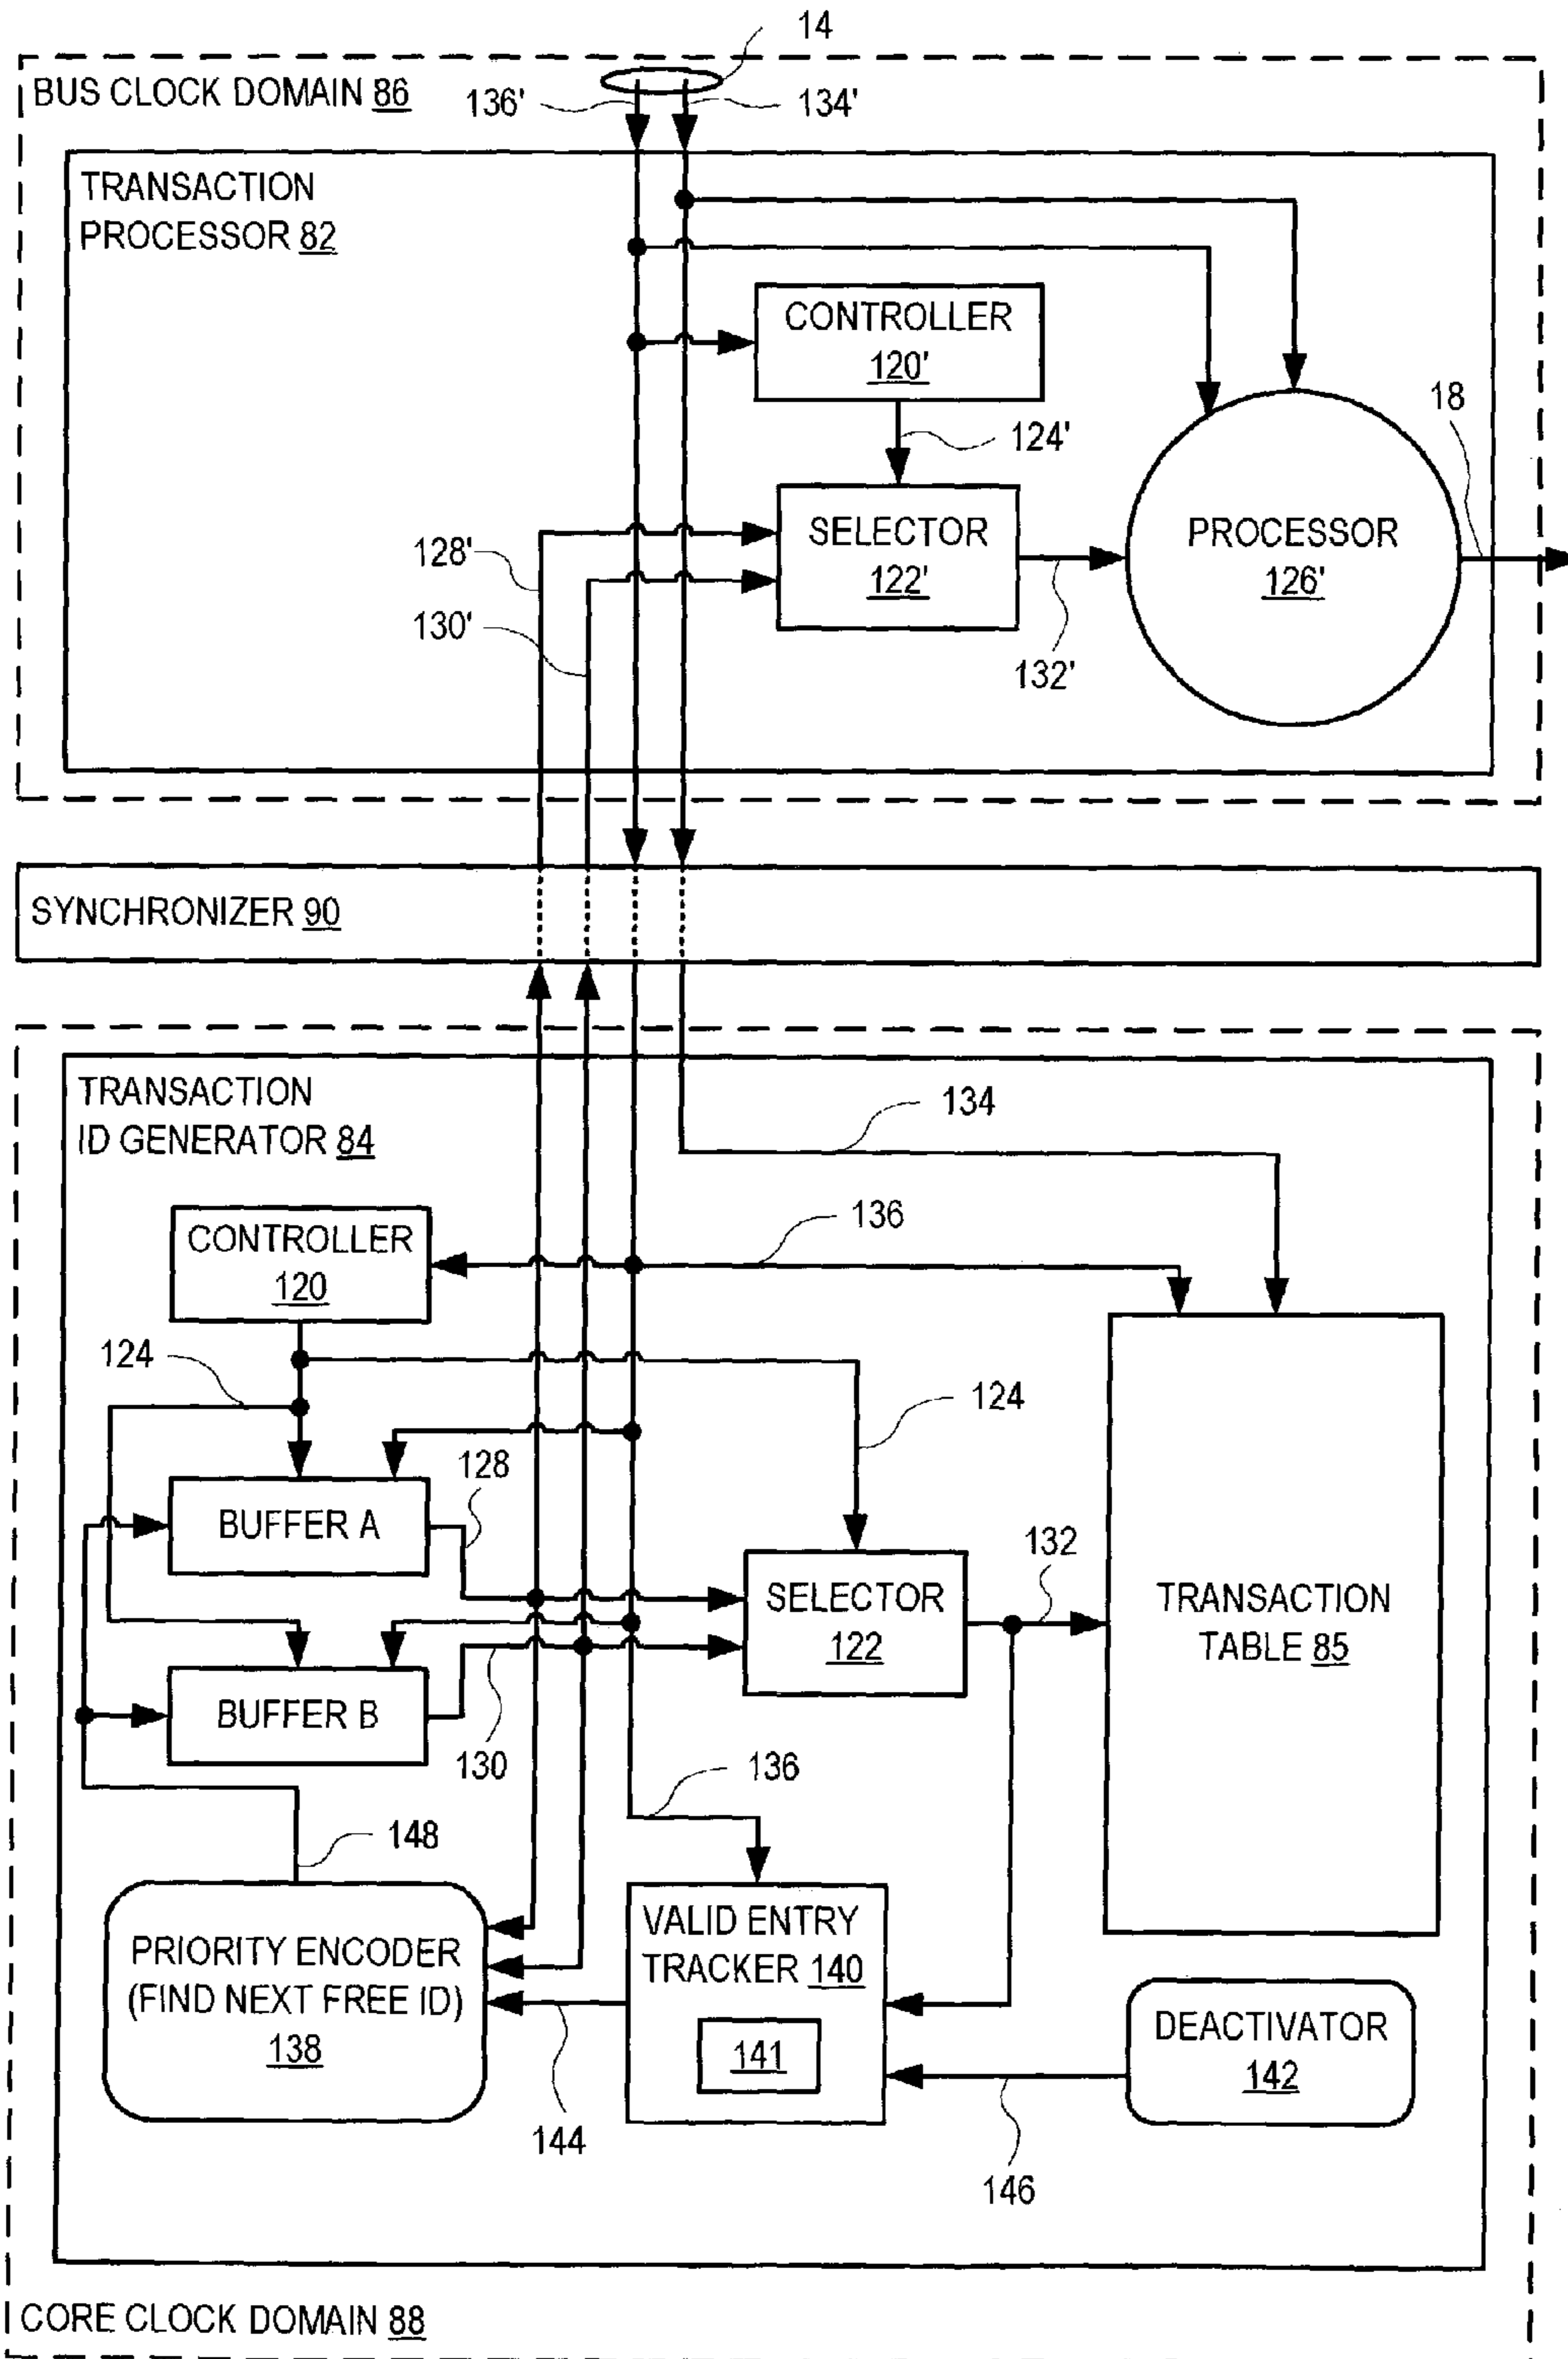 14
BUS CLOCK DOMAIN 86
136'
134'
TRANSACTION
PROCESSOR 82
CONTROLLER
120'
124'
18
SELECTOR
122'
PROCESSOR
126'
128'
130'
132'
SYNCHRONIZER 90
TRANSACTION
ID GENERATOR 84
134
136
CONTROLLER
120
124
124
128
BUFFER A
132
SELECTOR
122
TRANSACTION
TABLE 85
BUFFER B
130
136
148
PRIORITY ENCODER
(FIND NEXT FREE ID)
138
VALID ENTRY
TRACKER 140
141
DEACTIVATOR
142
144
146
CORE CLOCK DOMAIN 88